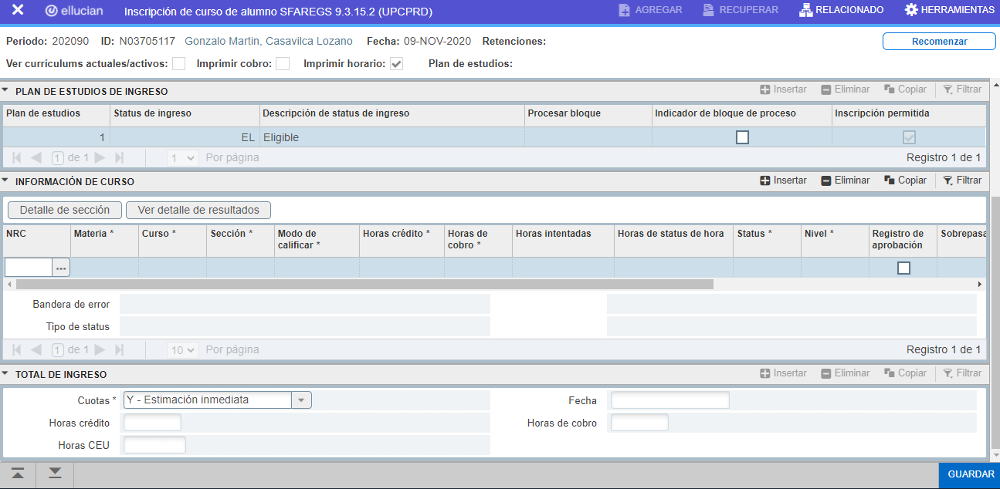 ellucian Inscripción de curso de alumno SFAREGS 9.3.15.2 (UPCPRD) AGREGAR RECUPERAR RELACIONADO HERRAMIENTAS
Periodo: 202090 ID: N03705117 Gonzalo Martin, Casavilca Lozano Fecha: 09-NOV-2020 Retenciones: Recomenzar
Ver currículums actuales/activos: Imprimir cobro: Imprimir horario: Plan de estudios:
PLAN DE ESTUDIOS DE INGRESO Insertar Eliminar Copiar Filtrar
Plan de estudios Status de ingreso Descripción de status de ingreso Procesar bloque Indicador de bloque de proceso Inscripción permitida
1 EL Eligible
1 de 1 1 Por página Registro 1 de 1
INFORMACIÓN DE CURSO Insertar Eliminar Copiar Filtrar
Detalle de sección Ver detalle de resultados
NRC Materia * Curso * Sección * Modo de calificar * Horas crédito * Horas de cobro * Horas intentadas Horas de status de hora Status * Nivel * Registro de aprobación Sobrepasa
...
Bandera de error
Tipo de status
1 de 1 10 Por página Registro 1 de 1
TOTAL DE INGRESO Insertar Eliminar Copiar Filtrar
Cuotas * Y - Estimación inmediata Fecha
Horas crédito Horas de cobro
Horas CEU
GUARDAR